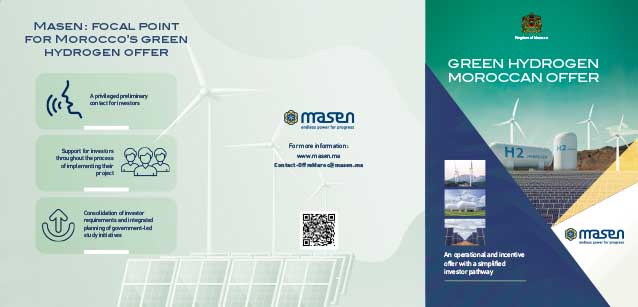 MASEN: FOCAL POINT
FOR MOROCCO'S GREEN
HYDROGEN OFFER
A privileged preliminary
contact for investors
Support for investors
throughout the process
of implementing their
project
Consolidation of investor
requirements and integrated
planning of government-led
study initiatives
masen
endless power for progress
For more information:
www.masen.ma
Contact-OffreMaroc@masen.ma
Kingdom of Morocco
GREEN HYDROGEN
MOROCCAN OFFER
H2
H2
An operational and incentive
offer with a simplified
investor pathway
masen
endless power for progress